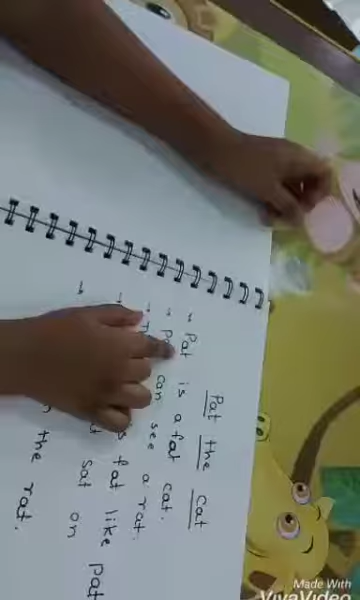 Pat the cat
Pat is a fat cat.
can see a rat.
fat like pat
sat on
the rat.
Made With
VivaVideo